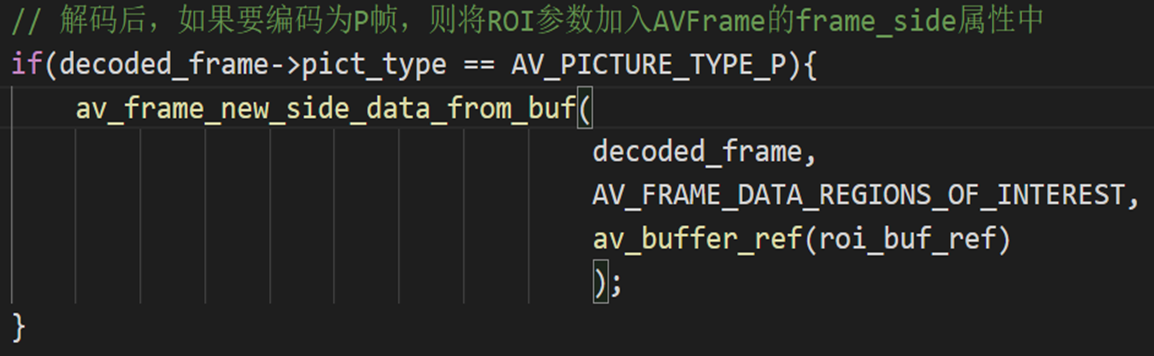 // 解码后，如果要编码为P帧，则将ROI参数加入AVFrame的frame_side属性中
if(decoded_frame->pict_type == AV_PICTURE_TYPE_P){
av_frame_new_side_data_from_buf(
decoded_frame,
AV_FRAME_DATA_REGIONS_OF_INTEREST,
av_buffer_ref(roi_buf_ref)
);
}